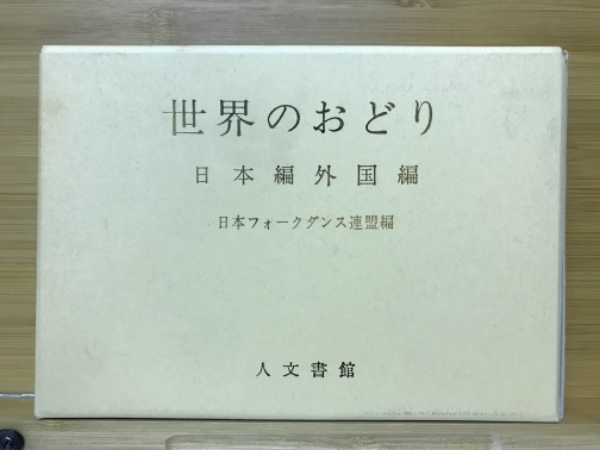 世界のおどり
日本編外国編
日本フォークダンス連盟編
人文書館